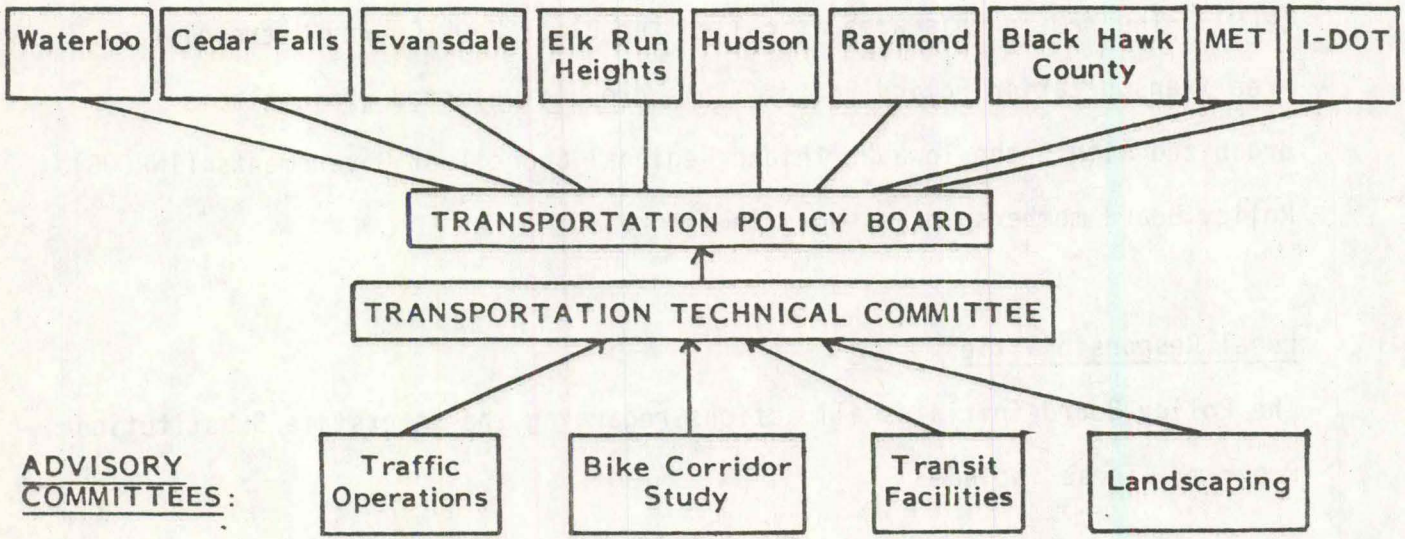 Waterloo
Cedar Falls
Evansdale
Elk Run
Heights
Hudson
Raymond
Black Hawk
County
MET
I-DOT
TRANSPORTATION POLICY BOARD
TRANSPORTATION TECHNICAL COMMITTEE
ADVISORY
COMMITTEES:
Traffic
Operations
Bike Corridor
Study
Transit
Facilities
Landscaping